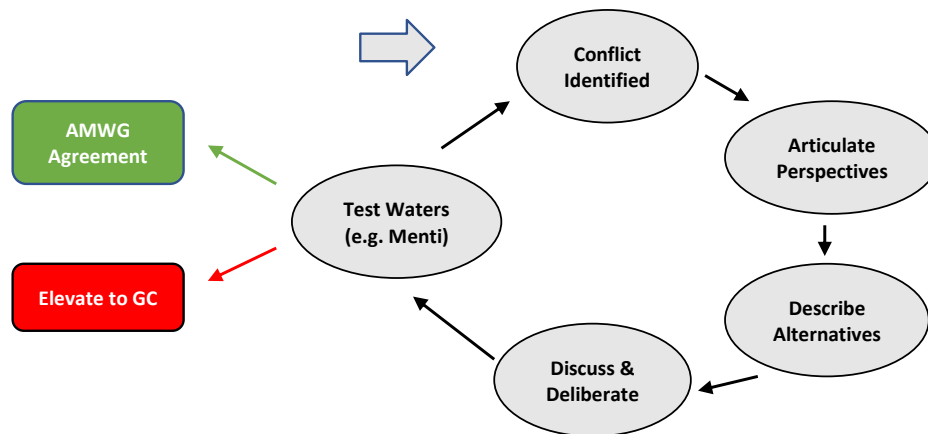 Conflict
Identified
Articulate
Perspectives
Describe
Alternatives
Discuss &
Deliberate
Test Waters
(e.g. Menti)
AMWG
Agreement
Elevate to GC